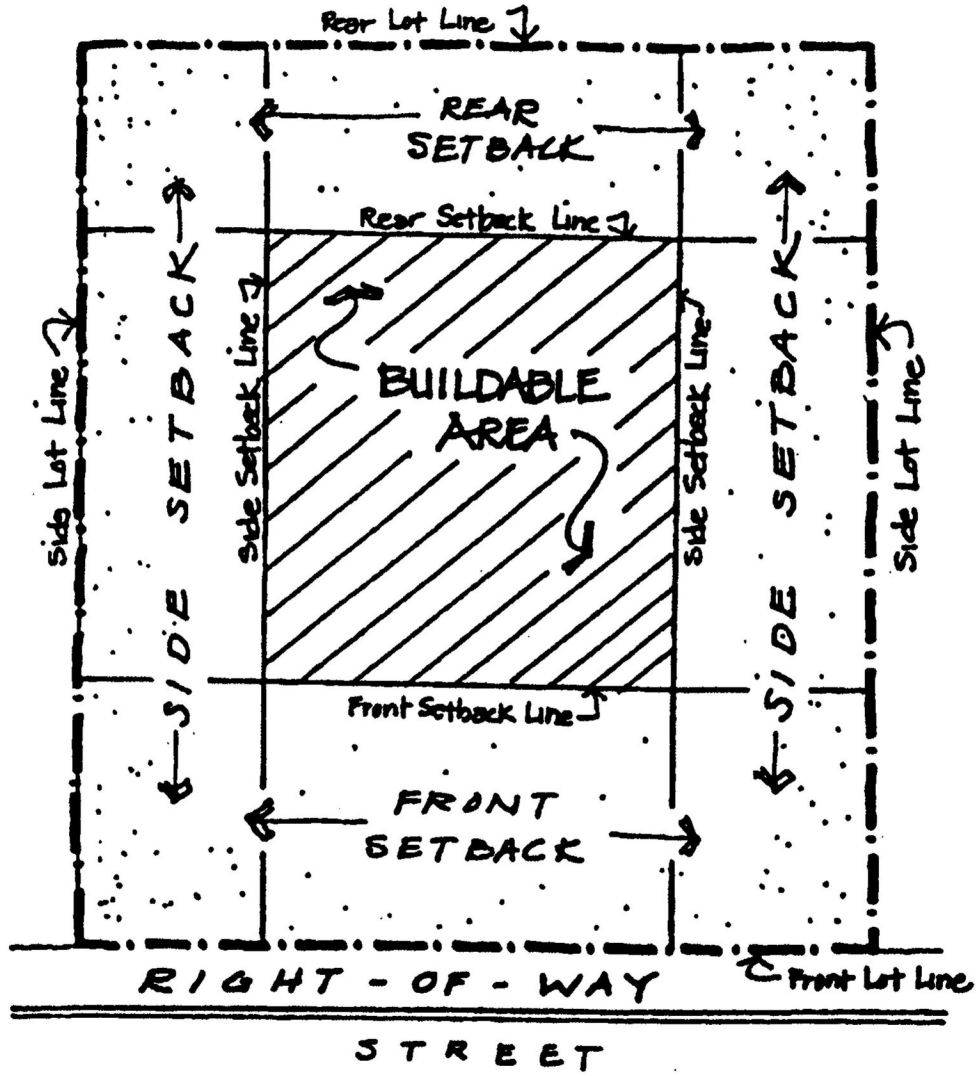 Rear Lot Line
REAR
SETBACK
Rear Setback Line
Side Lot Line
SIDE SETBACK
Side Setback Line
BUILDABLE
AREA
Side Setback Line
SIDE SETBACK
Side Lot Line
Front Setback Line
FRONT
SETBACK
RIGHT-OF-WAY
Front Lot Line
STREET